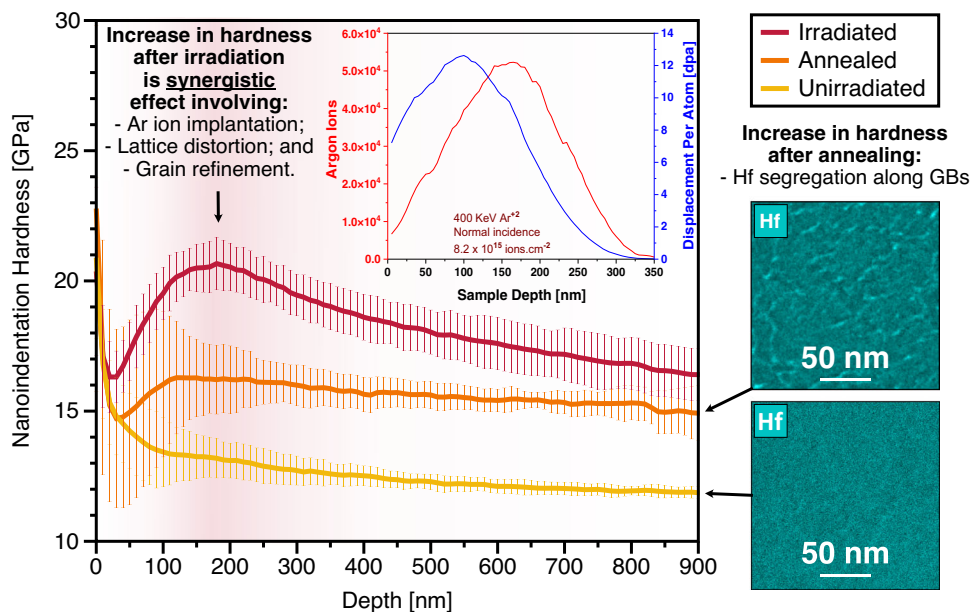 Increase in hardness
after irradiation
is synergistic
effect involving:
- Ar ion implantation;
- Lattice distortion; and
- Grain refinement.
Nanoindentation Hardness [GPa]
30
25
20
15
10
0
100
200
300
400
500
600
700
800
900
Depth [nm]
Argon Ions
6.0x10⁴
5.0x10⁴
4.0x10⁴
3.0x10⁴
2.0x10⁴
1.0x10⁴
0.0
Displacement Per Atom [dpa]
14
12
10
8
6
4
2
0
400 KeV Ar⁺²
Normal incidence
8.2 x 10¹⁵ ions.cm⁻²
0
50
100
150
200
250
300
350
Sample Depth [nm]
Irradiated
Annealed
Unirradiated
Increase in hardness
after annealing:
- Hf segregation along GBs
Hf
50 nm
Hf
50 nm